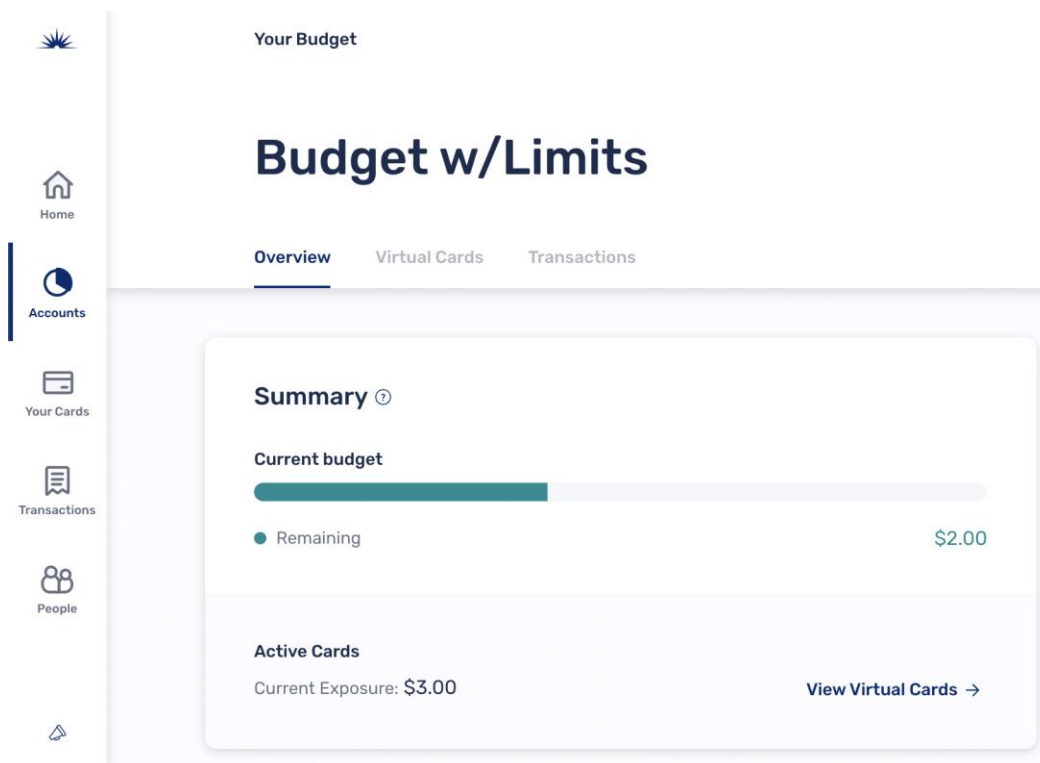 Your Budget
Budget w/Limits
Home
Accounts
Your Cards
Transactions
People
Overview Virtual Cards Transactions
Summary ?
Current budget
Remaining $2.00
Active Cards
Current Exposure: $3.00
View Virtual Cards →